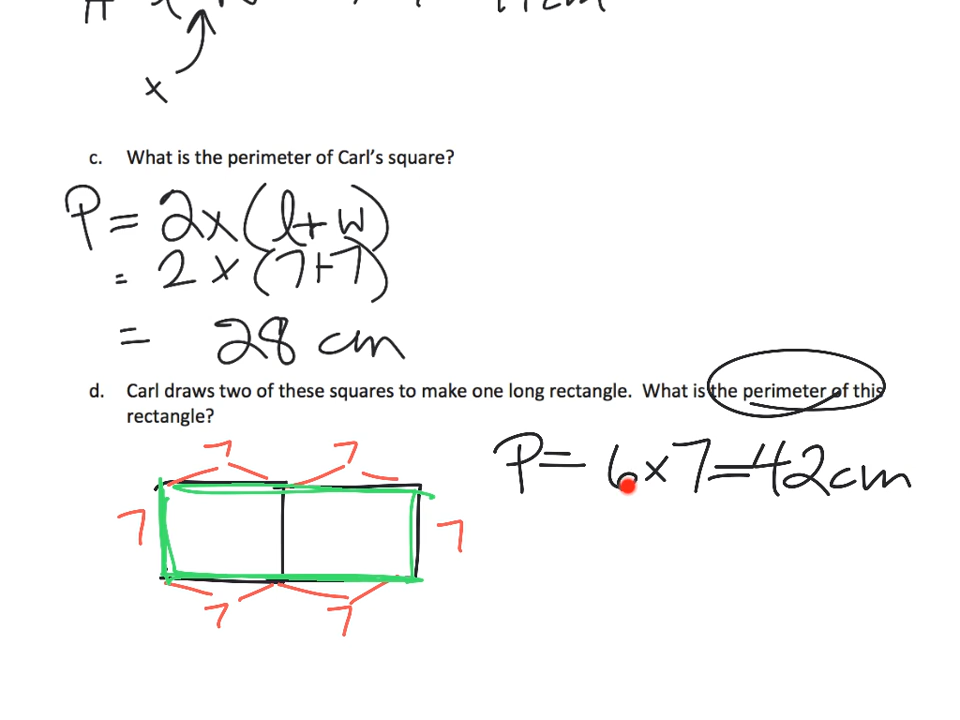 x
c. What is the perimeter of Carl's square?
P = 2x(l+w)
= 2 x (7+7)
= 28 cm
d. Carl draws two of these squares to make one long rectangle. What is the perimeter of this
rectangle?
7 7
P= 6x7=42cm
7 7
7 7